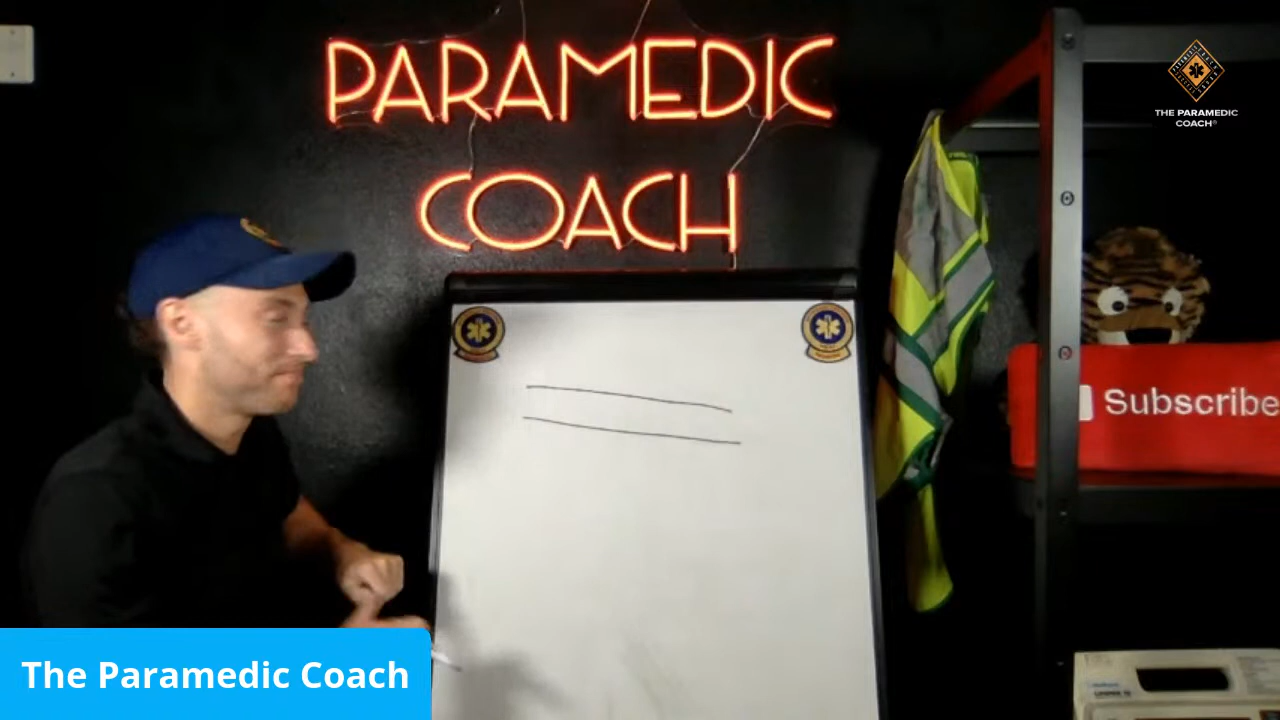 PARAMEDIC
COACH
THE PARAMEDIC
COACH®
Subscribe
The Paramedic Coach